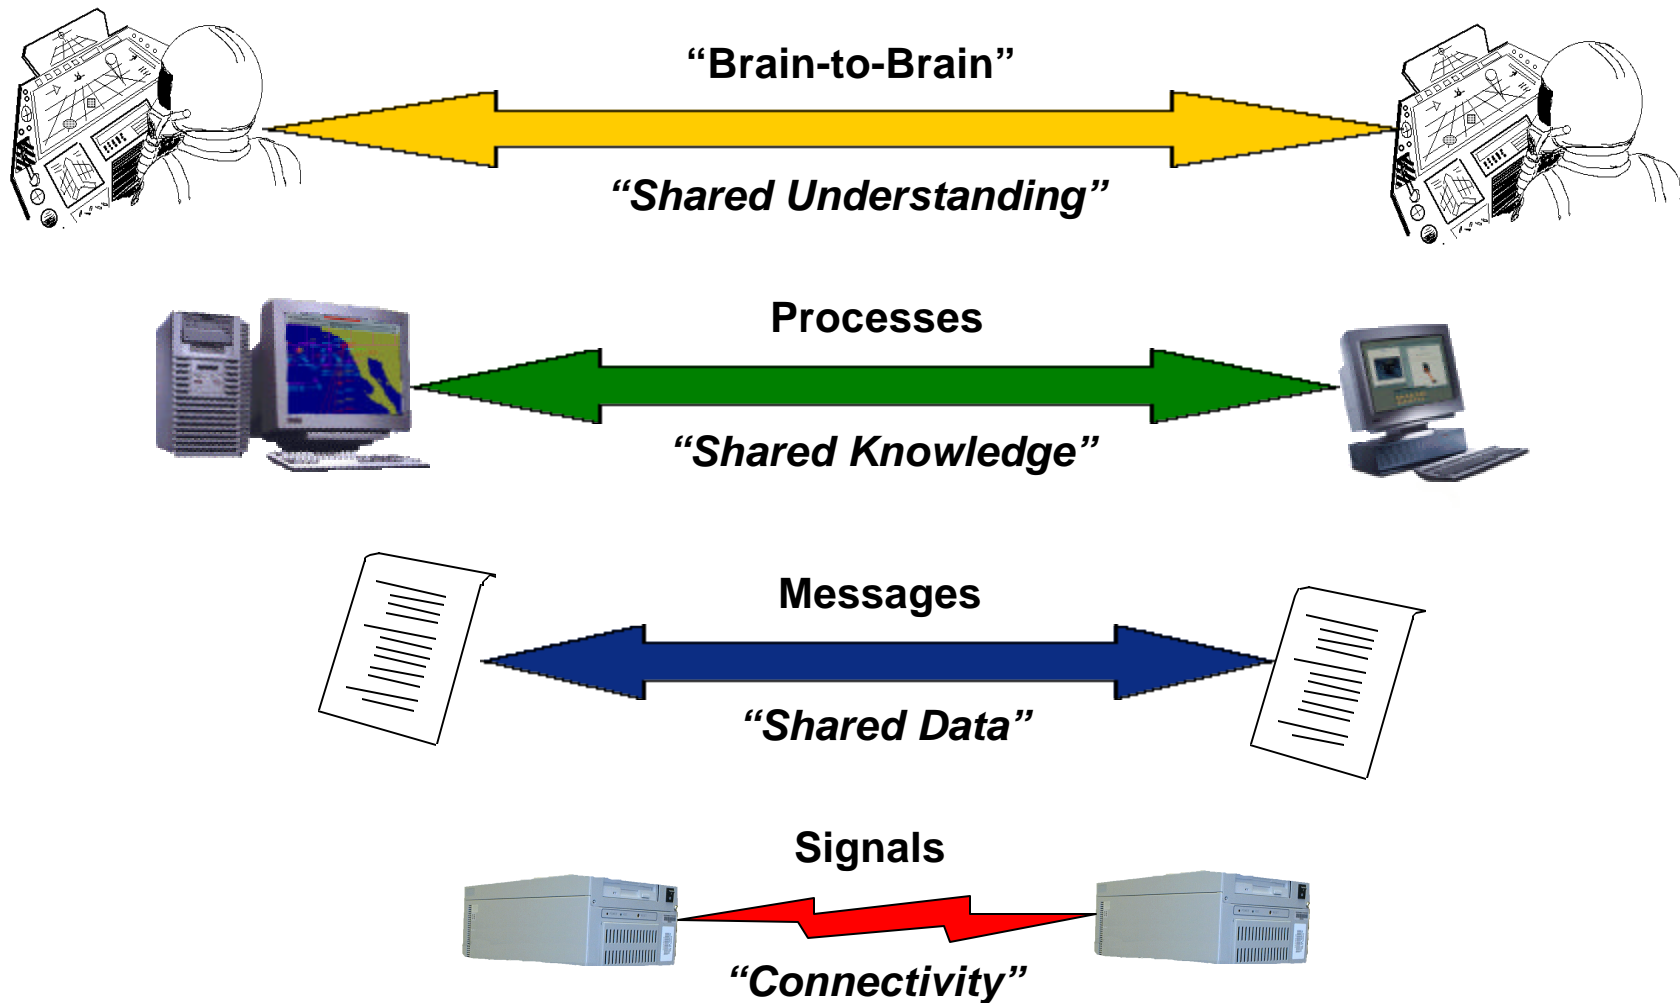 “Brain-to-Brain”
“Shared Understanding”
Processes
“Shared Knowledge”
Messages
“Shared Data”
Signals
“Connectivity”